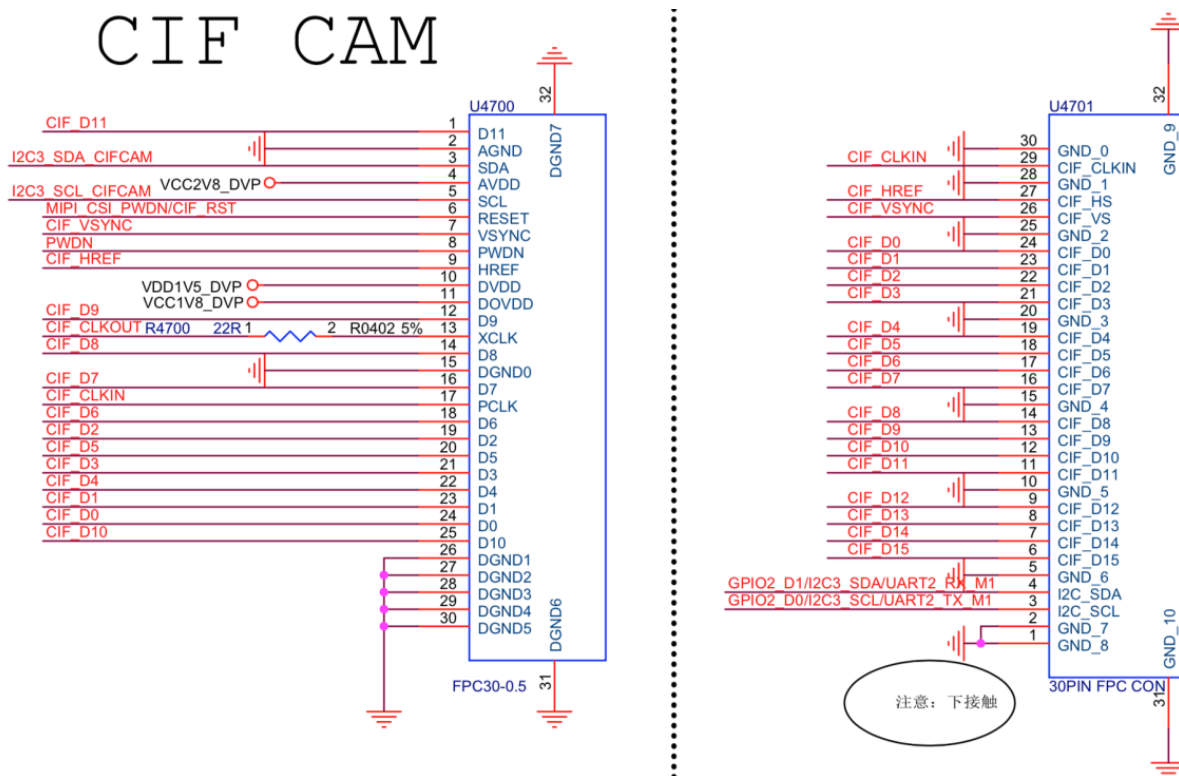 CIF CAM
U4700
32
DGND7
CIF_D11 1 D11
2 AGND
I2C3_SDA_CIFCAM 3 SDA
VCC2V8_DVP 4 AVDD
I2C3_SCL_CIFCAM 5 SCL
MIPI_CSI_PWDN/CIF_RST 6 RESET
CIF_VSYNC 7 VSYNC
PWDN 8 PWDN
CIF_HREF 9 HREF
VDD1V5_DVP 10 DVDD
VCC1V8_DVP 11 DOVDD
CIF_D9 12 D9
CIF_CLKOUT R4700 22R 1 2 R0402 5% 13 XCLK
CIF_D8 14 D8
15 DGND0
CIF_D7 16 D7
CIF_CLKIN 17 PCLK
CIF_D6 18 D6
CIF_D2 19 D2
CIF_D5 20 D5
CIF_D3 21 D3
CIF_D4 22 D4
CIF_D1 23 D1
CIF_D0 24 D0
CIF_D10 25 D10
26 DGND1
27 DGND2
28 DGND3
29 DGND4
30 DGND5
DGND6
31
FPC30-0.5
U4701
32
GND_9
30 GND_0
CIF_CLKIN 29 CIF_CLKIN
28 GND_1
CIF_HREF 27 CIF_HS
CIF_VSYNC 26 CIF_VS
25 GND_2
CIF_D0 24 CIF_D0
CIF_D1 23 CIF_D1
CIF_D2 22 CIF_D2
CIF_D3 21 CIF_D3
20 GND_3
CIF_D4 19 CIF_D4
CIF_D5 18 CIF_D5
CIF_D6 17 CIF_D6
CIF_D7 16 CIF_D7
15 GND_4
CIF_D8 14 CIF_D8
CIF_D9 13 CIF_D9
CIF_D10 12 CIF_D10
CIF_D11 11 CIF_D11
10 GND_5
CIF_D12 9 CIF_D12
CIF_D13 8 CIF_D13
CIF_D14 7 CIF_D14
CIF_D15 6 CIF_D15
5 GND_6
GPIO2_D1/I2C3_SDA/UART2_RX_M1 4 I2C_SDA
GPIO2_D0/I2C3_SCL/UART2_TX_M1 3 I2C_SCL
2 GND_7
1 GND_8
GND_10
31
30PIN FPC CON
注意：下接触